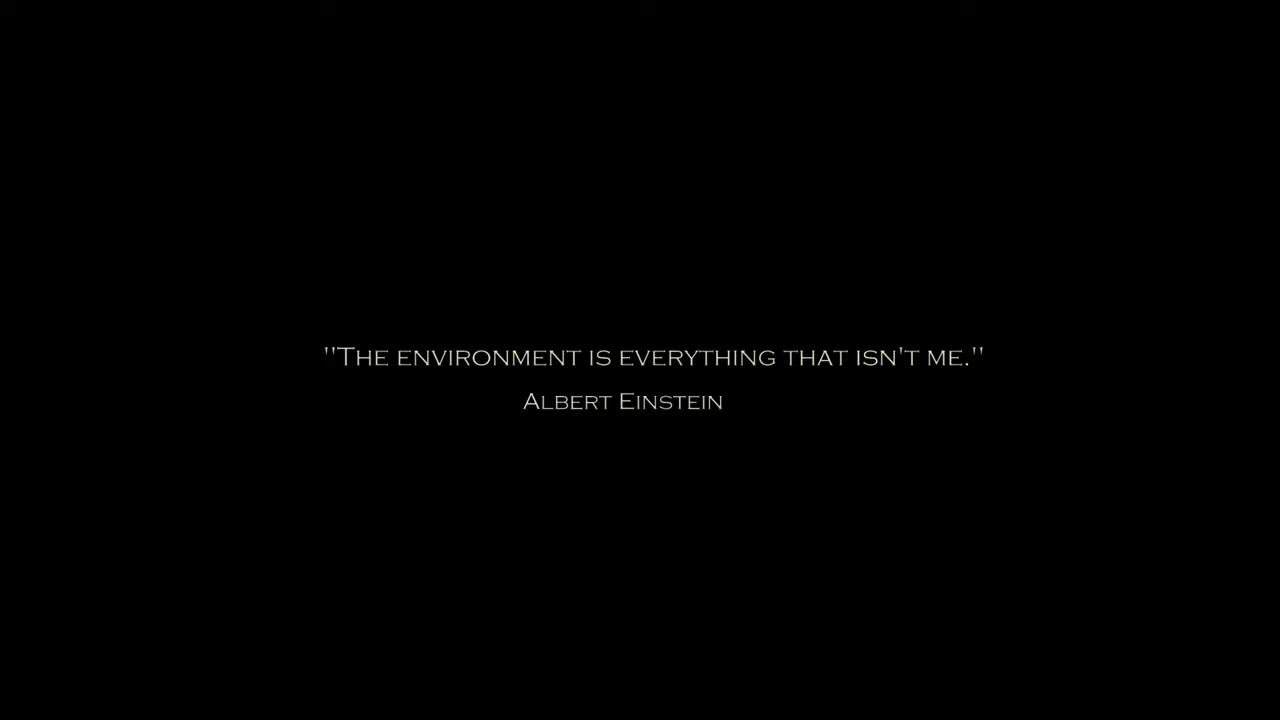 "The environment is everything that isn't me."
Albert Einstein